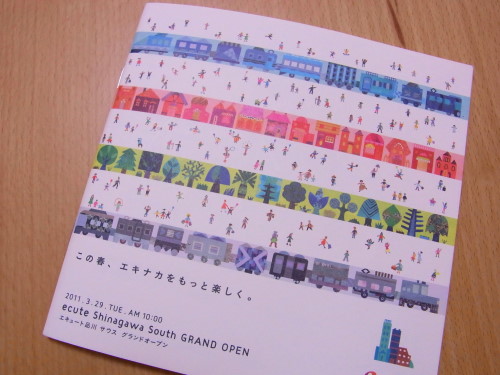 この春、エキナカをもっと楽しく。
2011. 3. 29. TUE. AM 10:00
ecute Shinagawa South GRAND OPEN
エキュート品川 サウス グランドオープン